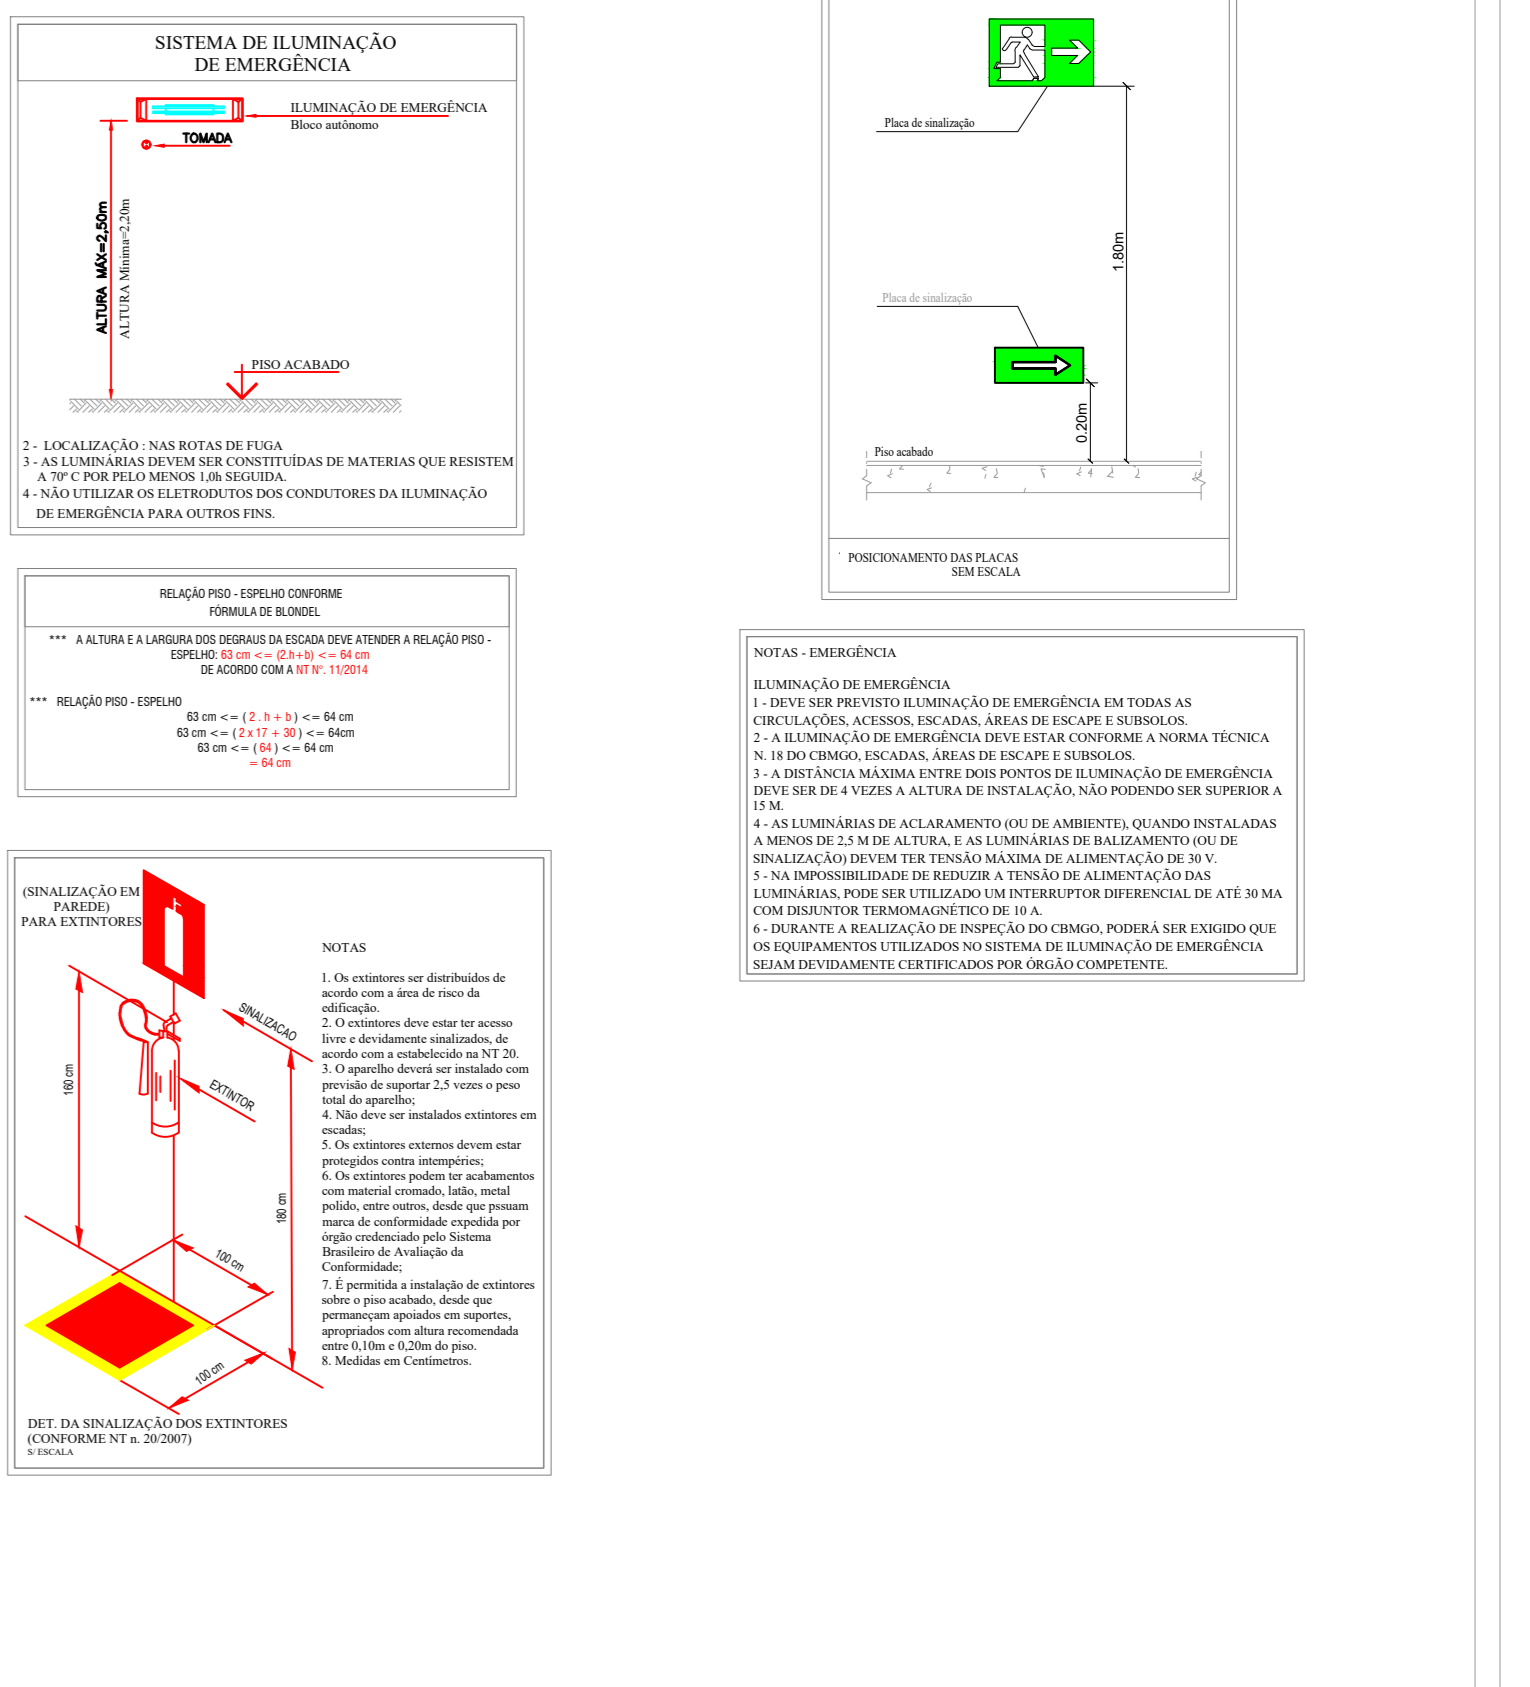 SISTEMA DE ILUMINAÇÃO
DE EMERGÊNCIA
ILUMINAÇÃO DE EMERGÊNCIA
Bloco autônomo
TOMADA
ALTURA MÁX=2,50m
ALTURA Mínima=2,20m
PISO ACABADO
2 - LOCALIZAÇÃO : NAS ROTAS DE FUGA
3 - AS LUMINÁRIAS DEVEM SER CONSTITUÍDAS DE MATERIAS QUE RESISTEM
A 70º C POR PELO MENOS 1,0h SEGUIDA.
4 - NÃO UTILIZAR OS ELETRODUTOS DOS CONDUTORES DA ILUMINAÇÃO
DE EMERGÊNCIA PARA OUTROS FINS.
RELAÇÃO PISO - ESPELHO CONFORME
FÓRMULA DE BLONDEL
*** A ALTURA E A LARGURA DOS DEGRAUS DA ESCADA DEVE ATENDER A RELAÇÃO PISO -
ESPELHO: 63 cm <= (2.h+b) <= 64 cm
DE ACORDO COM A NT Nº. 11/2014
*** RELAÇÃO PISO - ESPELHO
63 cm <= ( 2 . h + b ) <= 64 cm
63 cm <= ( 2 x 17 + 30 ) <= 64cm
63 cm <= ( 64 ) <= 64 cm
= 64 cm
(SINALIZAÇÃO EM
PAREDE)
PARA EXTINTORES
SINALIZACAO
EXTINTOR
160 cm
180 cm
100 cm
100 cm
NOTAS
1. Os extintores ser distribuídos de
acordo com a área de risco da
edificação.
2. O extintores deve estar ter acesso
livre e devidamente sinalizados, de
acordo com a estabelecido na NT 20.
3. O aparelho deverá ser instalado com
previsão de suportar 2,5 vezes o peso
total do aparelho;
4. Não deve ser instalados extintores em
escadas;
5. Os extintores externos devem estar
protegidos contra intempéries;
6. Os extintores podem ter acabamentos
com material cromado, latão, metal
polido, entre outros, desde que pssuam
marca de conformidade expedida por
órgão credenciado pelo Sistema
Brasileiro de Avaliação da
Conformidade;
7. É permitida a instalação de extintores
sobre o piso acabado, desde que
permaneçam apoiados em suportes,
apropriados com altura recomendada
entre 0,10m e 0,20m do piso.
8. Medidas em Centímetros.
DET. DA SINALIZAÇÃO DOS EXTINTORES
(CONFORME NT n. 20/2007)
S/ ESCALA
Placa de sinalização
1.80m
Placa de sinalização
0.20m
Piso acabado
POSICIONAMENTO DAS PLACAS
SEM ESCALA
NOTAS - EMERGÊNCIA
ILUMINAÇÃO DE EMERGÊNCIA
1 - DEVE SER PREVISTO ILUMINAÇÃO DE EMERGÊNCIA EM TODAS AS
CIRCULAÇÕES, ACESSOS, ESCADAS, ÁREAS DE ESCAPE E SUBSOLOS.
2 - A ILUMINAÇÃO DE EMERGÊNCIA DEVE ESTAR CONFORME A NORMA TÉCNICA
N. 18 DO CBMGO, ESCADAS, ÁREAS DE ESCAPE E SUBSOLOS.
3 - A DISTÂNCIA MÁXIMA ENTRE DOIS PONTOS DE ILUMINAÇÃO DE EMERGÊNCIA
DEVE SER DE 4 VEZES A ALTURA DE INSTALAÇÃO, NÃO PODENDO SER SUPERIOR A
15 M.
4 - AS LUMINÁRIAS DE ACLARAMENTO (OU DE AMBIENTE), QUANDO INSTALADAS
A MENOS DE 2,5 M DE ALTURA, E AS LUMINÁRIAS DE BALIZAMENTO (OU DE
SINALIZAÇÃO) DEVEM TER TENSÃO MÁXIMA DE ALIMENTAÇÃO DE 30 V.
5 - NA IMPOSSIBILIDADE DE REDUZIR A TENSÃO DE ALIMENTAÇÃO DAS
LUMINÁRIAS, PODE SER UTILIZADO UM INTERRUPTOR DIFERENCIAL DE ATÉ 30 MA
COM DISJUNTOR TERMOMAGNÉTICO DE 10 A.
6 - DURANTE A REALIZAÇÃO DE INSPEÇÃO DO CBMGO, PODERÁ SER EXIGIDO QUE
OS EQUIPAMENTOS UTILIZADOS NO SISTEMA DE ILUMINAÇÃO DE EMERGÊNCIA
SEJAM DEVIDAMENTE CERTIFICADOS POR ÓRGÃO COMPETENTE.